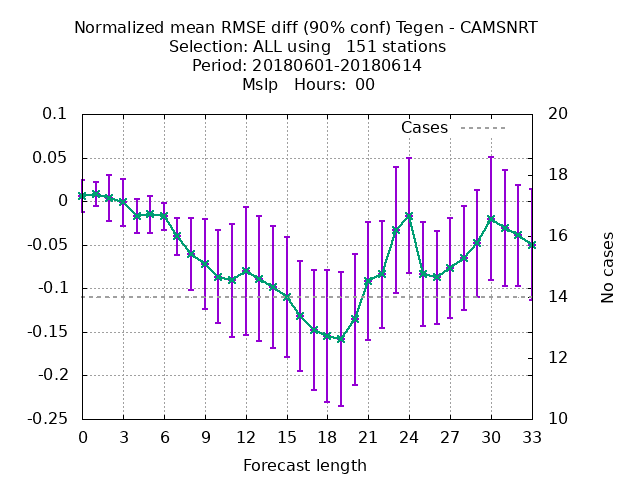 Normalized mean RMSE diff (90% conf) Tegen - CAMSNRT
Selection: ALL using   151 stations
Period: 20180601-20180614
Mslp   Hours:  00
0.1
0.05
0
-0.05
-0.1
-0.15
-0.2
-0.25
Cases
20
18
16
14
12
10
No cases
0 3 6 9 12 15 18 21 24 27 30 33
Forecast length